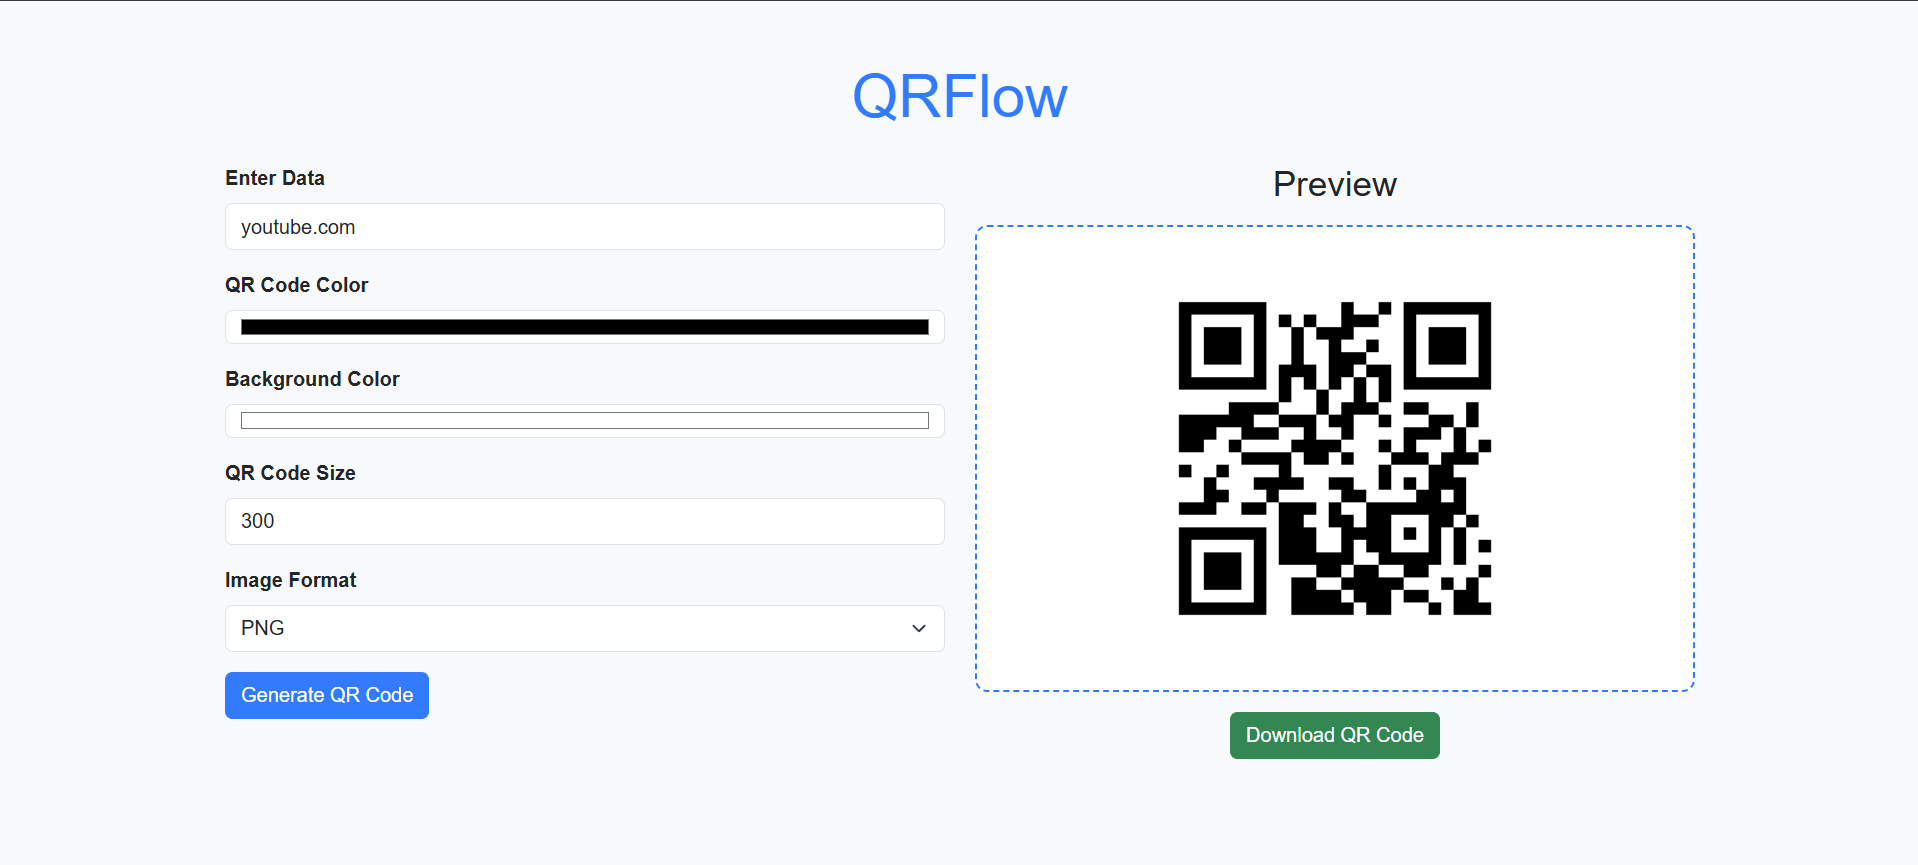 QRFlow
Enter Data
youtube.com
QR Code Color
Background Color
QR Code Size
300
Image Format
PNG
Generate QR Code
Preview
Download QR Code